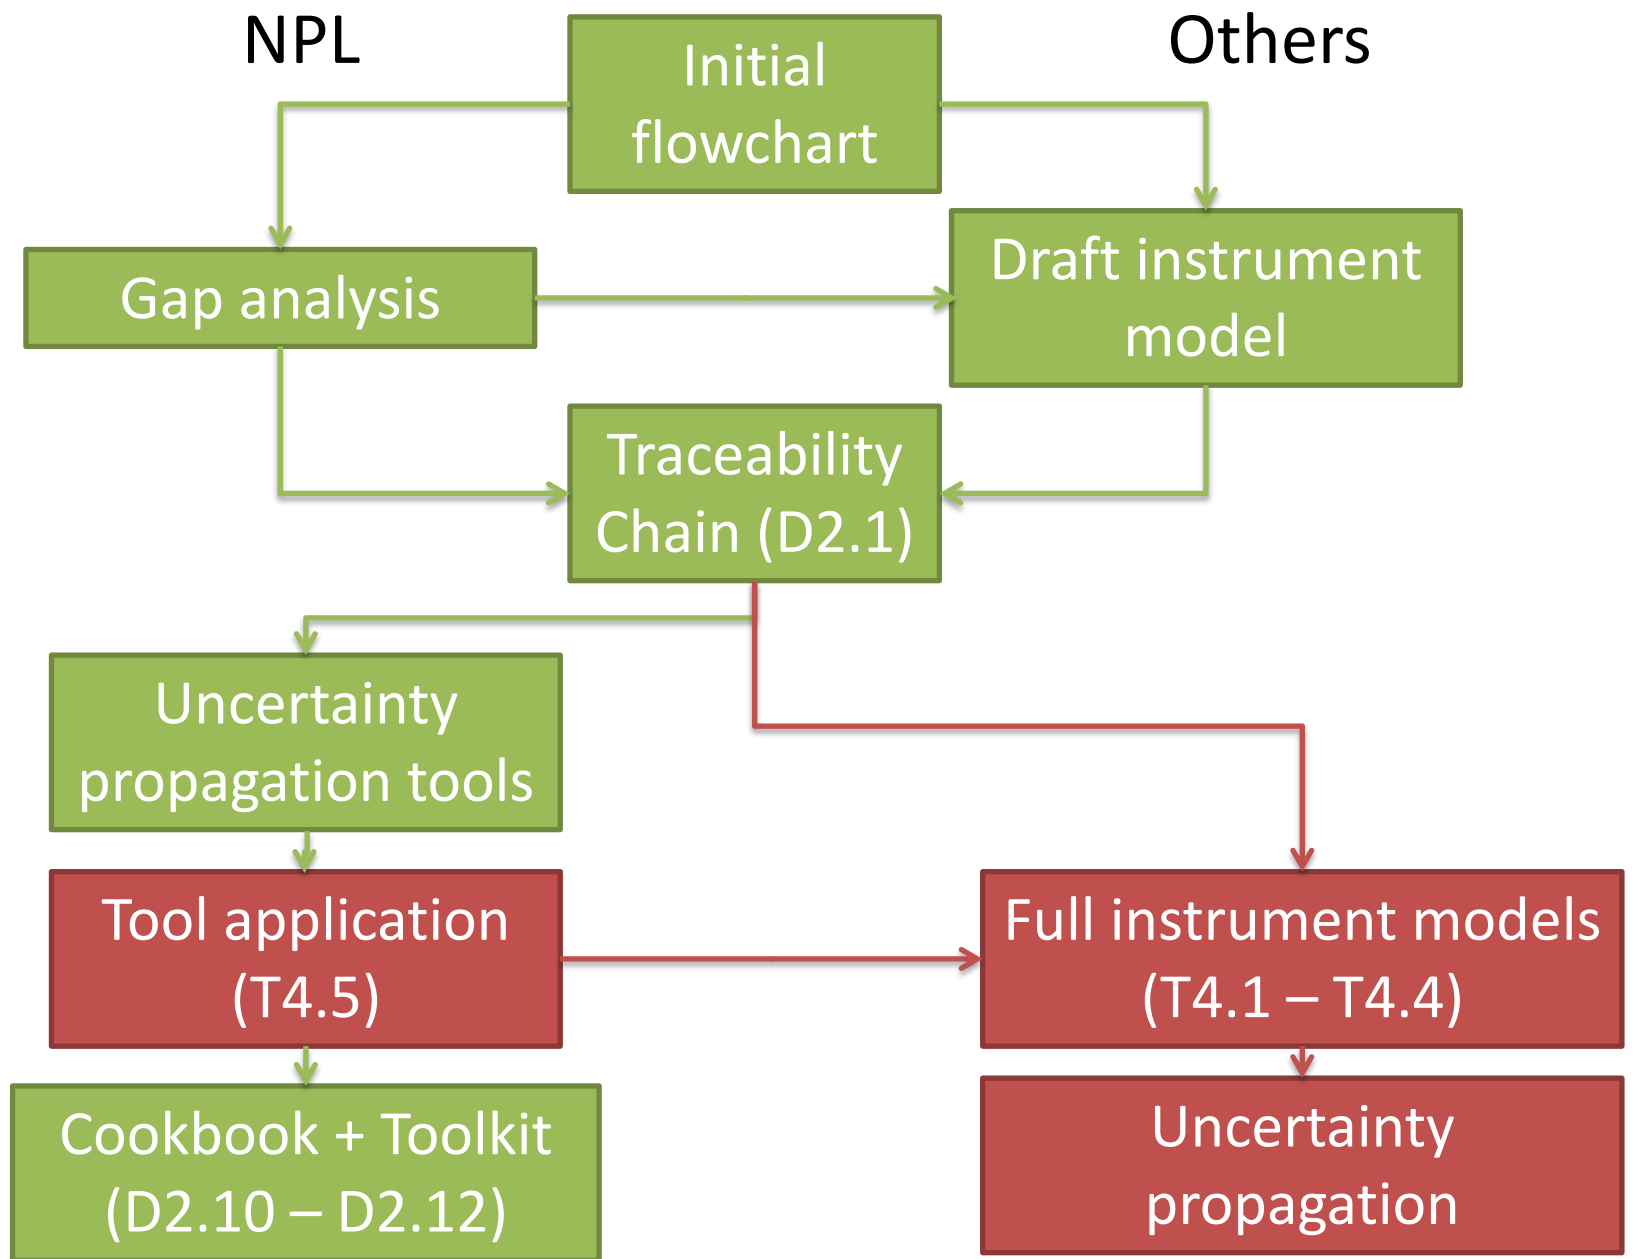 NPL
Others
Initial
flowchart
Gap analysis
Draft instrument
model
Traceability
Chain (D2.1)
Uncertainty
propagation tools
Tool application
(T4.5)
Full instrument models
(T4.1 – T4.4)
Cookbook + Toolkit
(D2.10 – D2.12)
Uncertainty
propagation